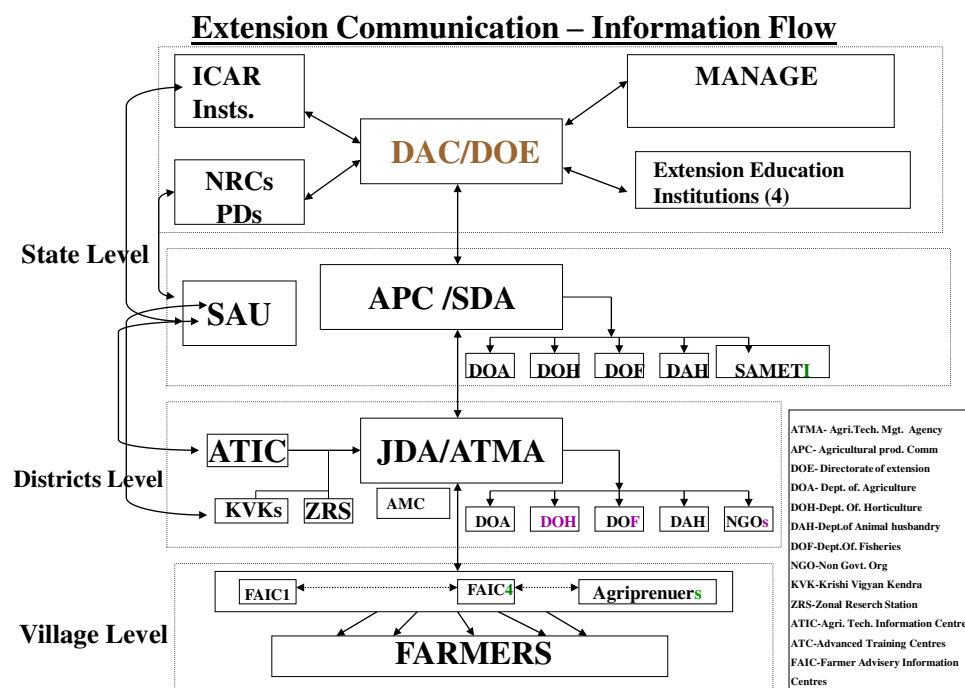 Extension Communication – Information Flow
ICAR
Insts.
MANAGE
DAC/DOE
NRCs
PDs
Extension Education
Institutions (4)
State Level
SAU
APC /SDA
DOA
DOH
DOF
DAH
SAMETI
Districts Level
ATIC
JDA/ATMA
KVKs
ZRS
AMC
DOA
DOH
DOF
DAH
NGOs
Village Level
FAIC1
FAIC4
Agriprenuers
FARMERS
ATMA- Agri.Tech. Mgt. Agency
APC- Agricultural prod. Comm
DOE- Directorate of extension
DOA- Dept. of Agriculture
DOH-Dept. Of. Horticulture
DAH-Dept.of Animal husbandry
DOF-Dept.Of. Fisheries
NGO-Non Govt. Org
KVK-Krishi Vigyan Kendra
ZRS-Zonal Reserch Station
ATIC-Agri. Tech. Information Centre
ATC-Advanced Training Centres
FAIC-Farmer Advisery Information
Centres